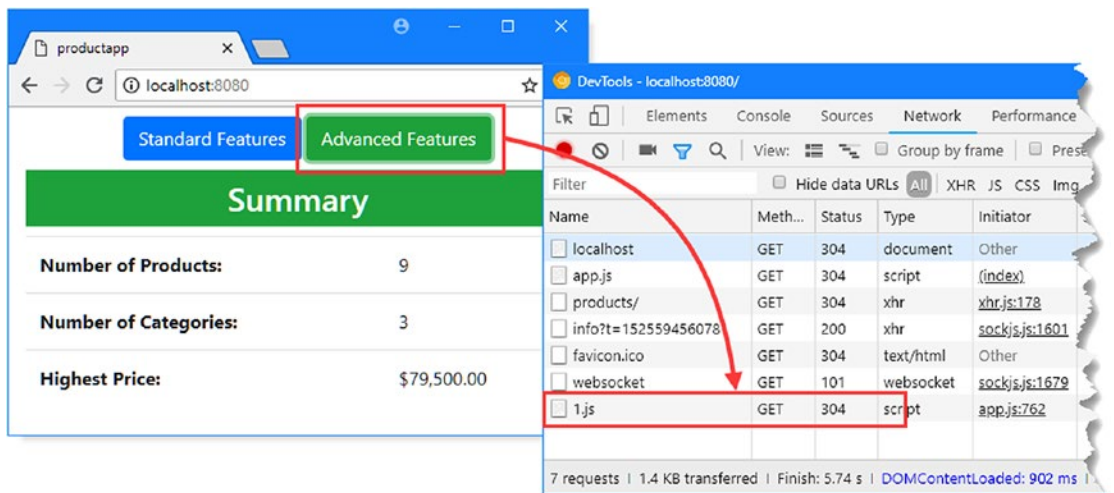 productapp
localhost:8080
Standard Features Advanced Features
Summary
Number of Products: 9
Number of Categories: 3
Highest Price: $79,500.00
DevTools - localhost:8080/
Elements Console Sources Network Performance
View: Group by frame Prese
Filter Hide data URLs All XHR JS CSS Img
Name Meth... Status Type Initiator
localhost GET 304 document Other
app.js GET 304 script (index)
products/ GET 304 xhr xhr.js:178
info?t=152559456078 GET 200 xhr sockjs.js:1601
favicon.ico GET 304 text/html Other
websocket GET 101 websocket sockjs.js:1679
1.js GET 304 script app.js:762
7 requests | 1.4 KB transferred | Finish: 5.74 s | DOMContentLoaded: 902 ms |